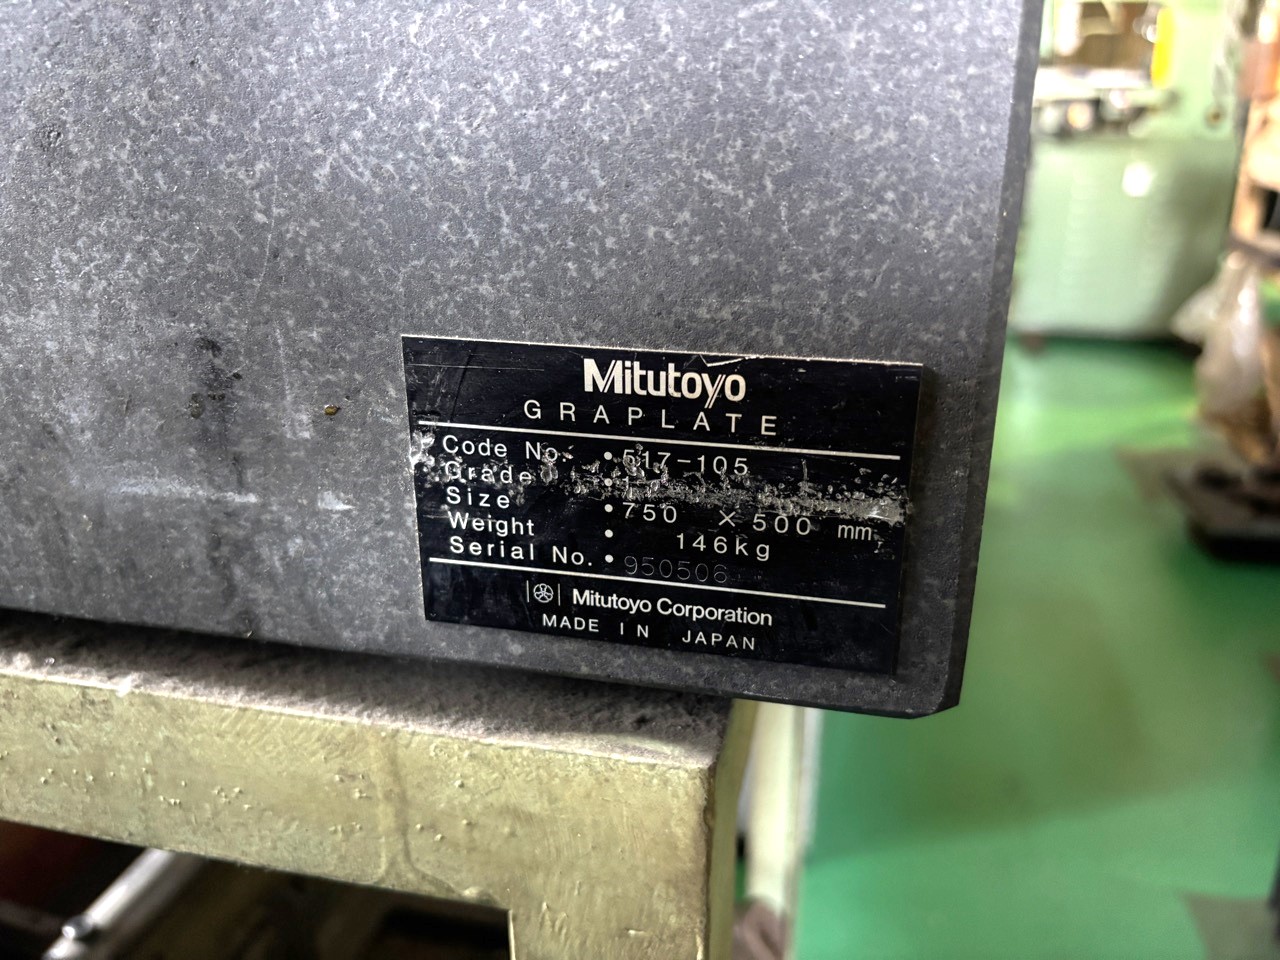 Mitutoyo
GRAPLATE
Code No. • 517-105
Grade • 1
Size • 750 × 500 mm
Weight • 146kg
Serial No. • 950506
Mitutoyo Corporation
MADE IN JAPAN